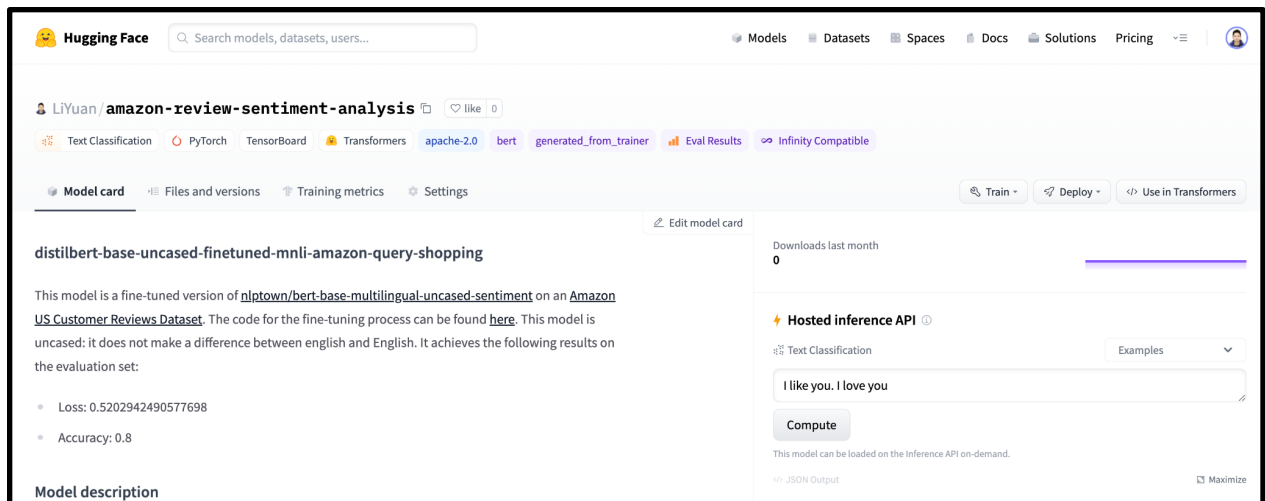 Hugging Face
Search models, datasets, users...
Models
Datasets
Spaces
Docs
Solutions
Pricing
LiYuan/amazon-review-sentiment-analysis
like 0
Text Classification
PyTorch
TensorBoard
Transformers
apache-2.0
bert
generated_from_trainer
Eval Results
Infinity Compatible
Model card
Files and versions
Training metrics
Settings
Train
Deploy
</> Use in Transformers
Edit model card
distilbert-base-uncased-finetuned-mnli-amazon-query-shopping
This model is a fine-tuned version of nlptown/bert-base-multilingual-uncased-sentiment on an Amazon
US Customer Reviews Dataset. The code for the fine-tuning process can be found here. This model is
uncased: it does not make a difference between english and English. It achieves the following results on
the evaluation set:
Loss: 0.5202942490577698
Accuracy: 0.8
Model description
Downloads last month
0
Hosted inference API
Text Classification
Examples
I like you. I love you
Compute
This model can be loaded on the Inference API on-demand.
</> JSON Output
Maximize